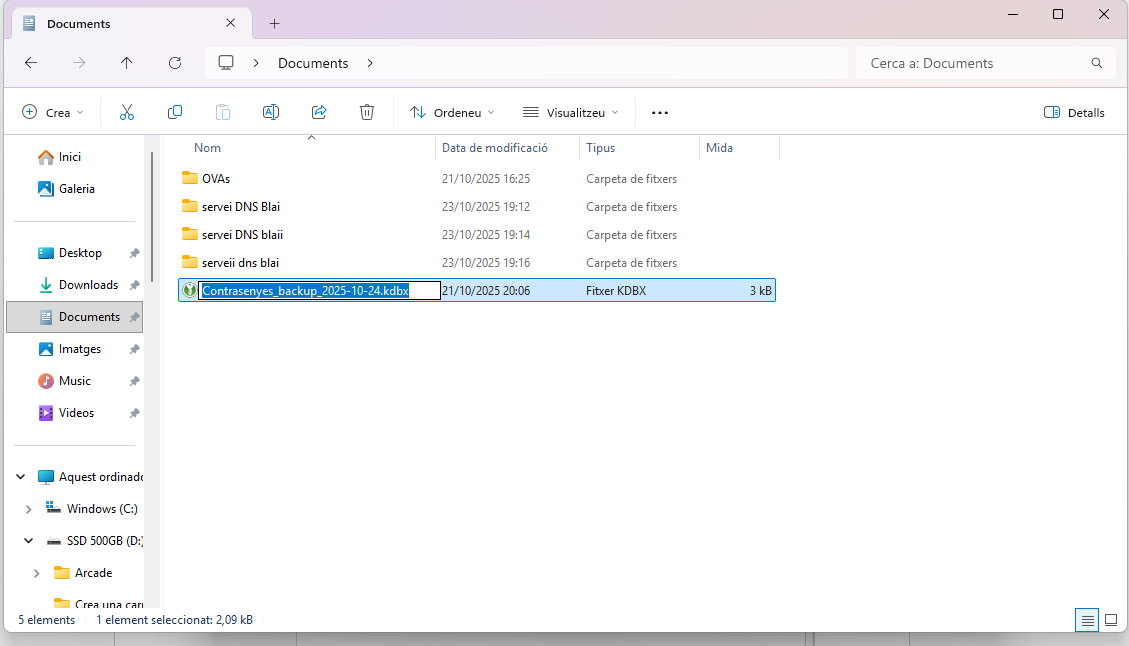 Documents
Documents
Cerca a: Documents
Crea
Ordeneu
Visualitzeu
Detalls
Nom Data de modificació Tipus Mida
OVAs 21/10/2025 16:25 Carpeta de fitxers
servei DNS Blai 23/10/2025 19:12 Carpeta de fitxers
servei DNS blaii 23/10/2025 19:14 Carpeta de fitxers
serveii dns blai 23/10/2025 19:16 Carpeta de fitxers
Contrasenyes_backup_2025-10-24.kdbx 21/10/2025 20:06 Fitxer KDBX 3 kB
Inici
Galeria
Desktop
Downloads
Documents
Imatges
Music
Videos
Aquest ordinado
Windows (C:)
SSD 500GB (D:)
Arcade
Crea una carp
5 elements 1 element seleccionat: 2,09 kB